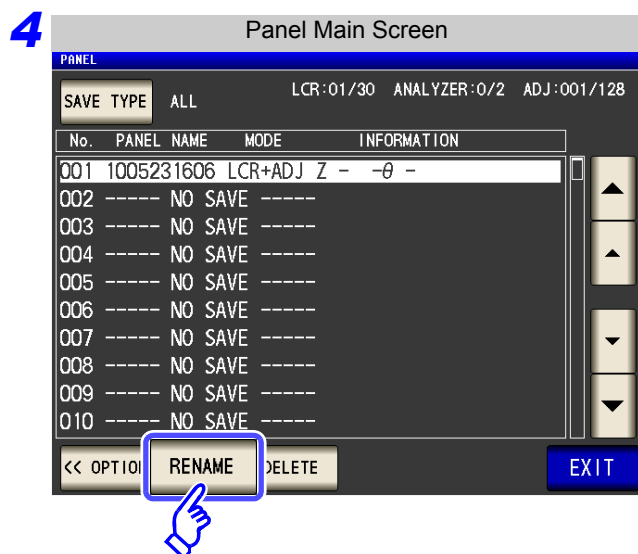 4
Panel Main Screen
PANEL
SAVE TYPE ALL LCR:01/30 ANALYZER:0/2 ADJ:001/128
No. PANEL NAME MODE INFORMATION
001 1005231606 LCR+ADJ Z - -θ -
002 ----- NO SAVE -----
003 ----- NO SAVE -----
004 ----- NO SAVE -----
005 ----- NO SAVE -----
006 ----- NO SAVE -----
007 ----- NO SAVE -----
008 ----- NO SAVE -----
009 ----- NO SAVE -----
010 ----- NO SAVE -----
<< OPTIO RENAME DELETE EXIT